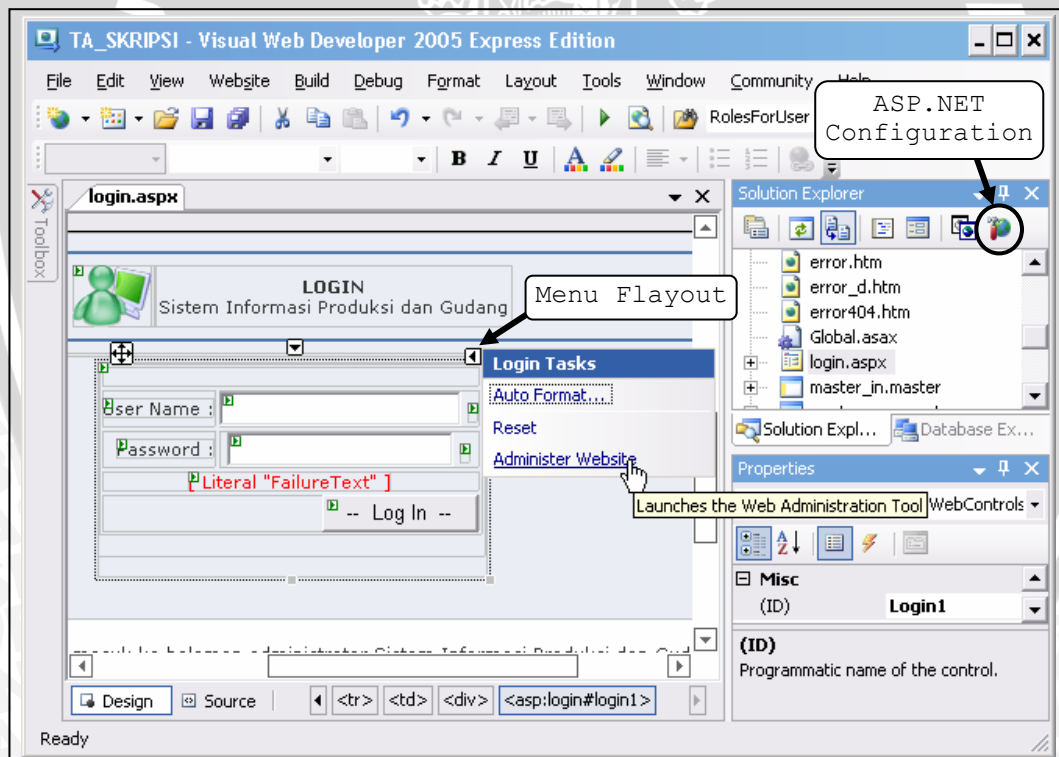 TA_SKRIPSI - Visual Web Developer 2005 Express Edition
File Edit View Website Build Debug Format Layout Tools Window Community Help
RolesForUser
ASP.NET
Configuration
B I U A
Toolbox
login.aspx
LOGIN
Sistem Informasi Produksi dan Gudang
Menu Flayout
User Name :
Password :
[ Literal "FailureText" ]
-- Log In --
Login Tasks
Auto Format...
Reset
Administer Website
Launches the Web Administration Tool
Design Source <tr> <td> <div> <asp:login#login1>
Ready
Solution Explorer
error.htm
error_d.htm
error404.htm
Global.asax
login.aspx
master_in.master
Solution Expl... Database Ex...
Properties
WebControls
Misc
(ID) Login1
(ID)
Programmatic name of the control.